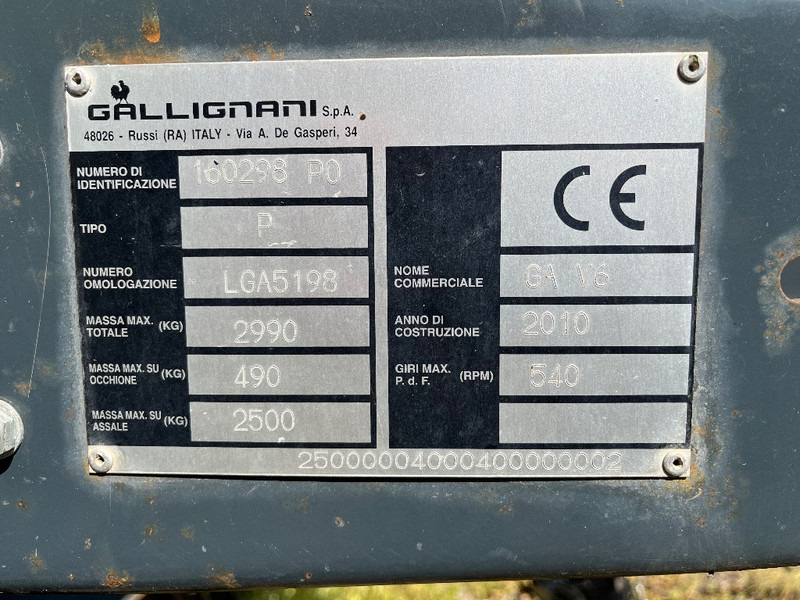 GALLIGNANI S.p.A.
48026 - Russi (RA) ITALY - Via A. De Gasperi, 34
NUMERO DI
IDENTIFICAZIONE
160298 P0
TIPO
P
NUMERO
OMOLOGAZIONE
LGA5198
MASSA MAX. (KG)
TOTALE
2990
MASSA MAX. SU (KG)
OCCHIONE
490
MASSA MAX. SU (KG)
ASSALE
2500
CE
NOME
COMMERCIALE
GA V6
ANNO DI
COSTRUZIONE
2010
GIRI MAX. (RPM)
P. d. F.
540
25000004000400000002